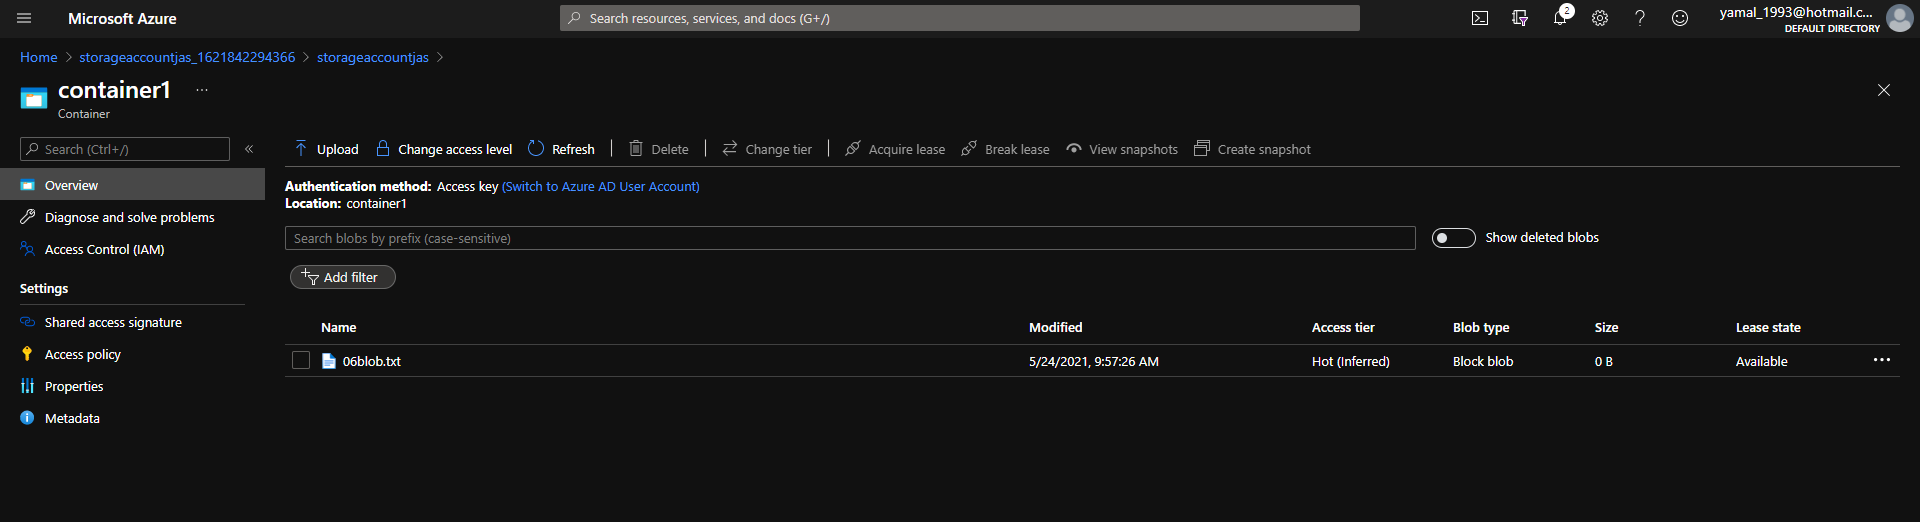 Microsoft Azure
Search resources, services, and docs (G+/)
2
yamal_1993@hotmail.c...
DEFAULT DIRECTORY
Home > storageaccountjas_1621842294366 > storageaccountjas >
container1 ...
Container
Search (Ctrl+/) «
Upload Change access level Refresh Delete Change tier Acquire lease Break lease View snapshots Create snapshot
Overview
Diagnose and solve problems
Access Control (IAM)
Settings
Shared access signature
Access policy
Properties
Metadata
Authentication method: Access key (Switch to Azure AD User Account)
Location: container1
Search blobs by prefix (case-sensitive) Show deleted blobs
Add filter
Name Modified Access tier Blob type Size Lease state
06blob.txt 5/24/2021, 9:57:26 AM Hot (Inferred) Block blob 0 B Available ...